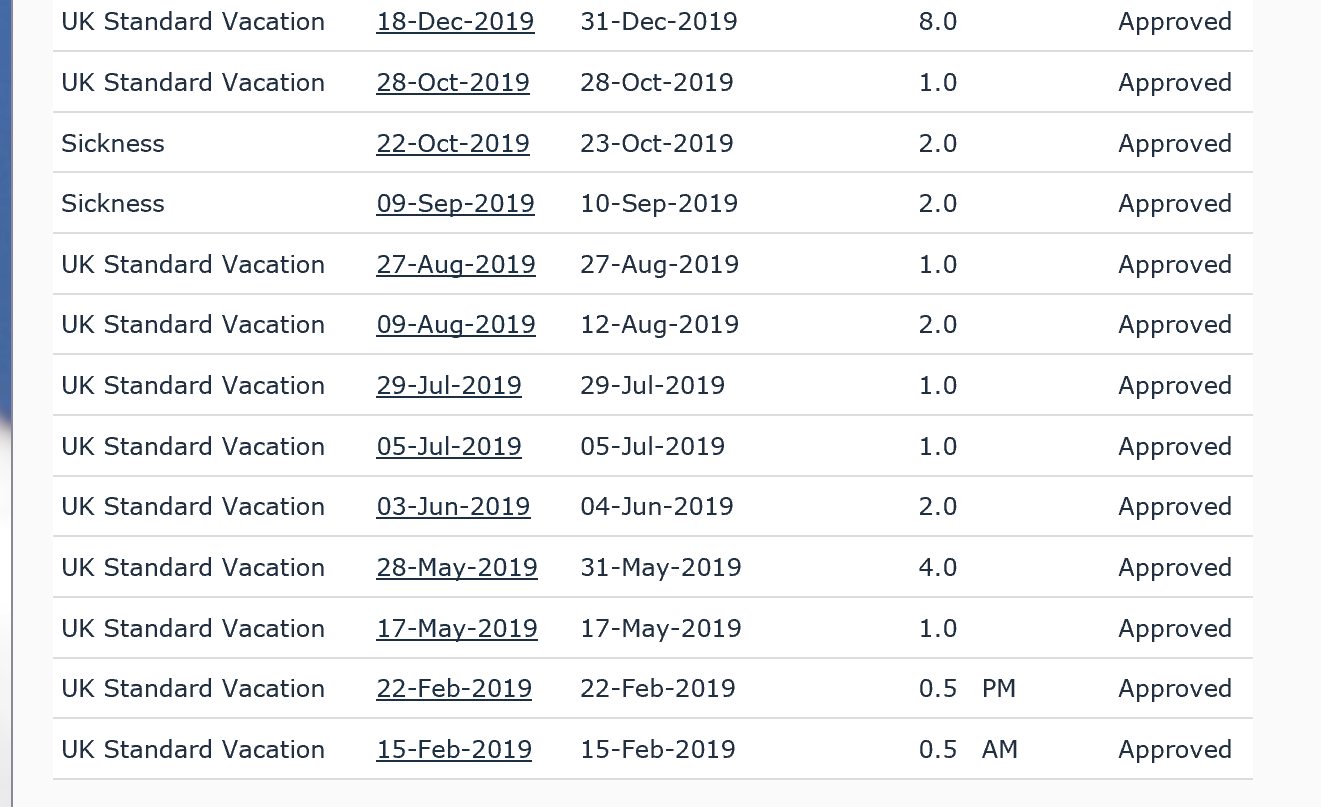 UK Standard Vacation 18-Dec-2019 31-Dec-2019 8.0 Approved
UK Standard Vacation 28-Oct-2019 28-Oct-2019 1.0 Approved
Sickness 22-Oct-2019 23-Oct-2019 2.0 Approved
Sickness 09-Sep-2019 10-Sep-2019 2.0 Approved
UK Standard Vacation 27-Aug-2019 27-Aug-2019 1.0 Approved
UK Standard Vacation 09-Aug-2019 12-Aug-2019 2.0 Approved
UK Standard Vacation 29-Jul-2019 29-Jul-2019 1.0 Approved
UK Standard Vacation 05-Jul-2019 05-Jul-2019 1.0 Approved
UK Standard Vacation 03-Jun-2019 04-Jun-2019 2.0 Approved
UK Standard Vacation 28-May-2019 31-May-2019 4.0 Approved
UK Standard Vacation 17-May-2019 17-May-2019 1.0 Approved
UK Standard Vacation 22-Feb-2019 22-Feb-2019 0.5 PM Approved
UK Standard Vacation 15-Feb-2019 15-Feb-2019 0.5 AM Approved